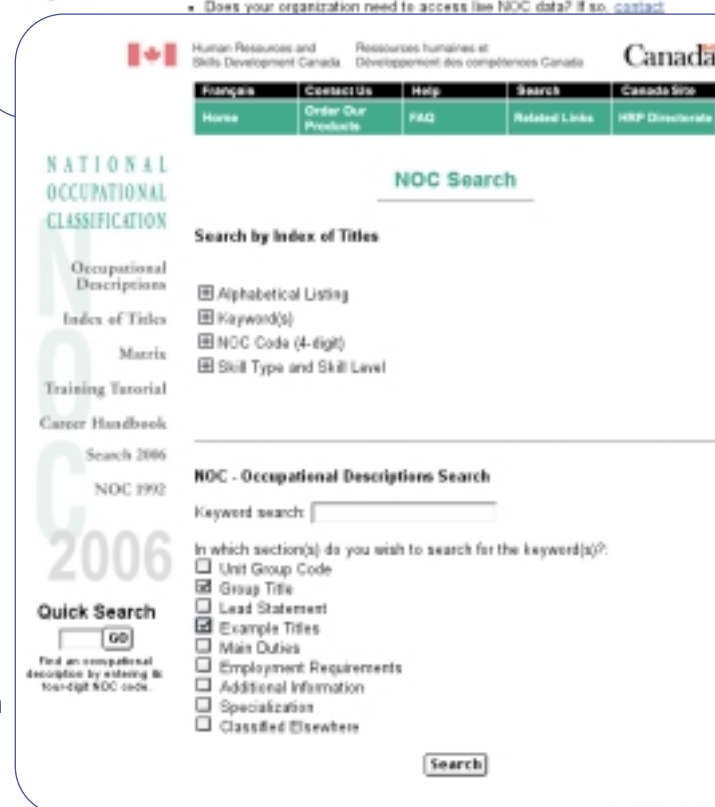 • Does your organization need to access live NOC data? If so, contact
Human Resources and Skills Development Canada
Ressources humaines et Développement des compétences Canada
Canada
Français Contact Us Help Search Canada Site
Home Order Our Products FAQ Related Links HRP Directorate
NATIONAL
OCCUPATIONAL
CLASSIFICATION
NOC
2006
Occupational
Descriptions
Index of Titles
Matrix
Training Tutorial
Career Handbook
Search 2006
NOC 1992
Quick Search
GO
Find an occupational
description by entering its
four-digit NOC code.
NOC Search
Search by Index of Titles
Alphabetical Listing
Keyword(s)
NOC Code (4-digit)
Skill Type and Skill Level
NOC - Occupational Descriptions Search
Keyword search:
In which section(s) do you wish to search for the keyword(s)?:
Unit Group Code
Group Title
Lead Statement
Example Titles
Main Duties
Employment Requirements
Additional Information
Specialization
Classified Elsewhere
Search